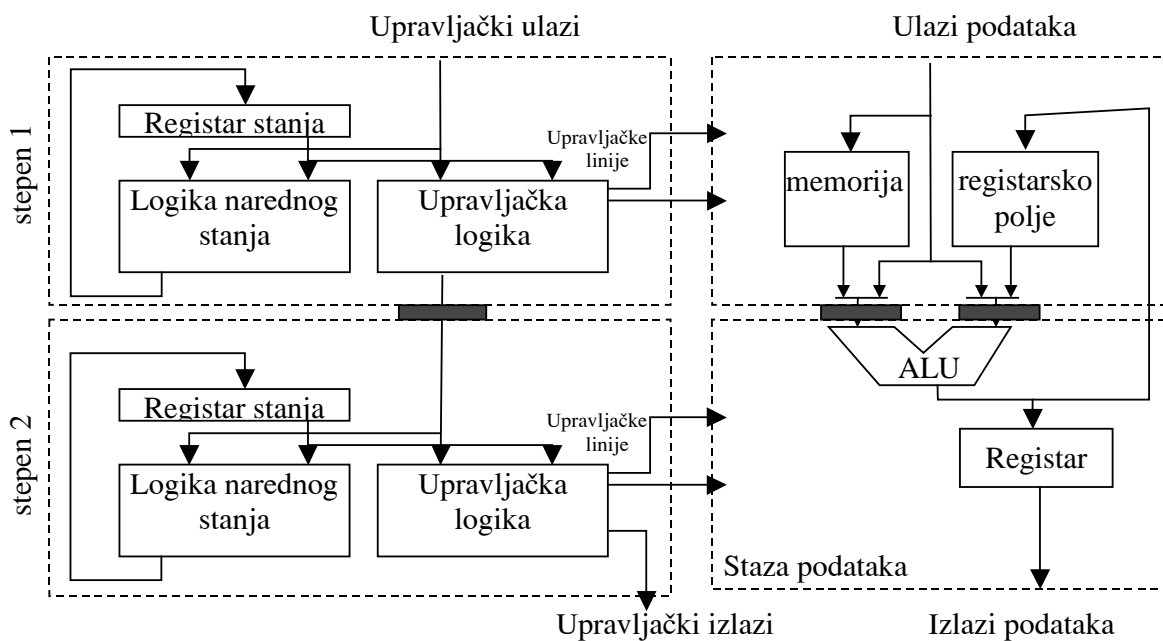 Upravljački ulazi
Ulazi podataka
stepen 1
Registar stanja
Upravljačke
linije
Logika narednog
stanja
Upravljačka
logika
memorija
registarsko
polje
stepen 2
Registar stanja
Upravljačke
linije
Logika narednog
stanja
Upravljačka
logika
ALU
Registar
Staza podataka
Upravljački izlazi
Izlazi podataka